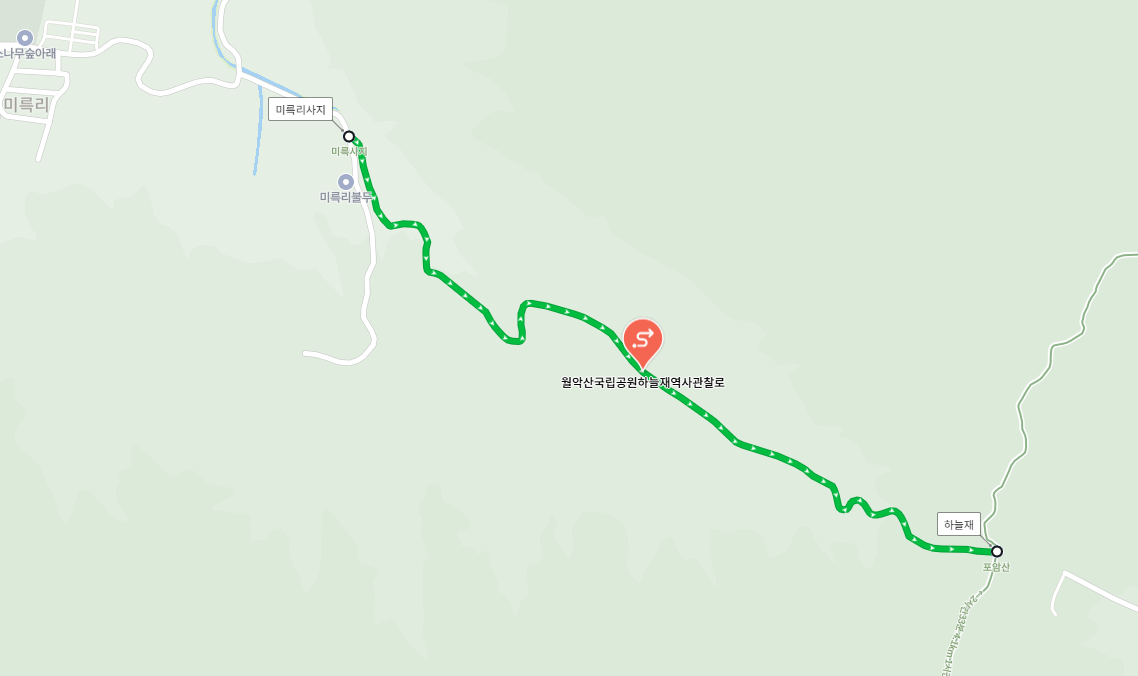 소나무숲아래
미륵리
미륵리사지
미륵사지
미륵리불두
월악산국립공원하늘재역사관찰로
하늘재
포암산